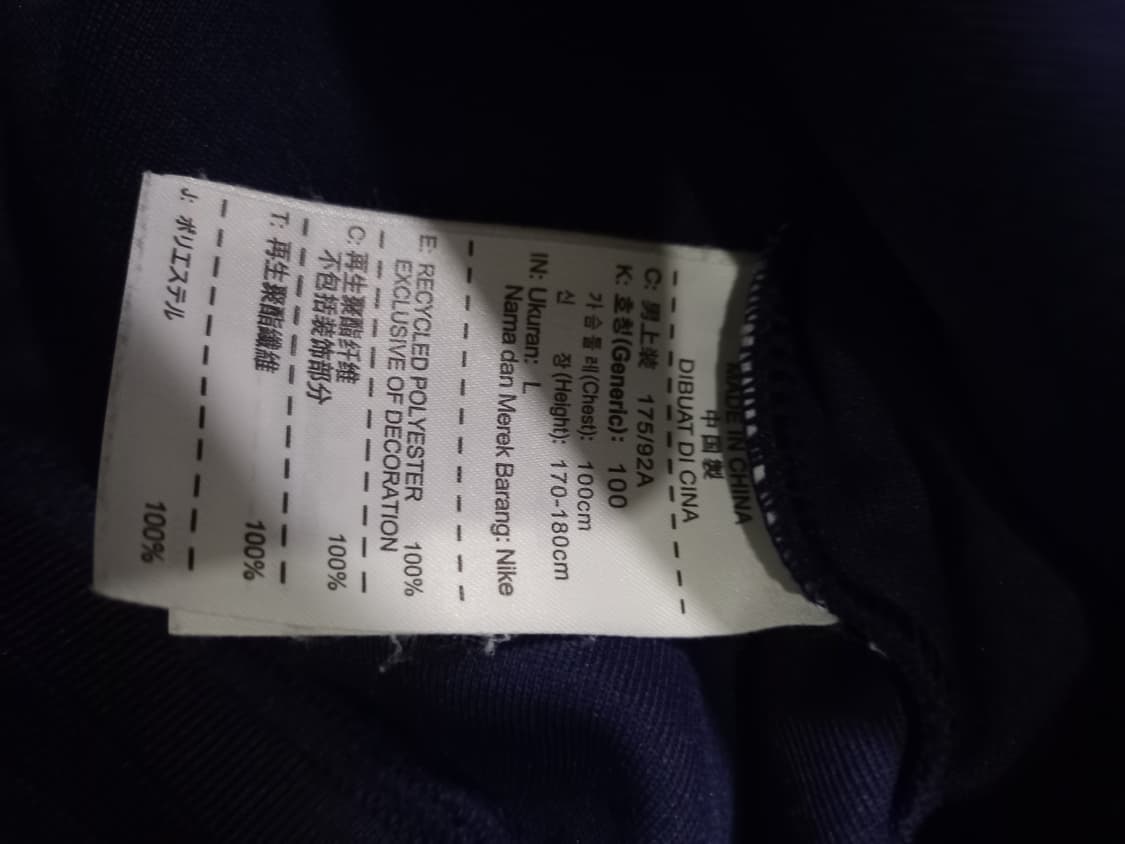 MADE IN CHINA
中国製
DIBUAT DI CINA
C: 男上装 175/92A
K: 호칭(Generic): 100
가슴둘레(Chest): 100cm
신 장(Height): 170-180cm
IN: Ukuran: L
Nama dan Merek Barang: Nike
E: RECYCLED POLYESTER 100%
EXCLUSIVE OF DECORATION
C: 再生聚酯纤维 100%
不包括装饰部分
T: 再生聚酯纖維 100%
J: ポリエステル 100%